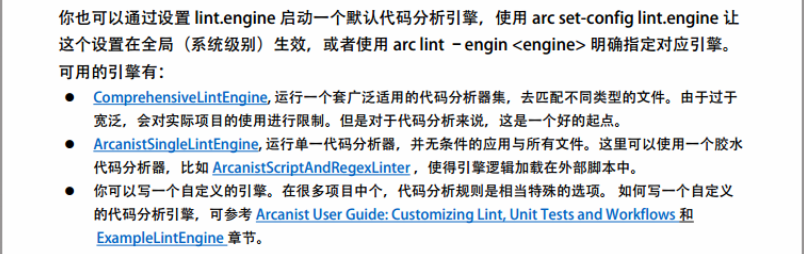 你也可以通过设置 lint.engine 启动一个默认代码分析引擎，使用 arc set-config lint.engine 让
这个设置在全局（系统级别）生效，或者使用 arc lint –engin <engine> 明确指定对应引擎。
可用的引擎有：
● ComprehensiveLintEngine, 运行一个套广泛适用的代码分析器集，去匹配不同类型的文件。由于过于
宽泛，会对实际项目的使用进行限制。但是对于代码分析来说，这是一个好的起点。
● ArcanistSingleLintEngine, 运行单一代码分析器，并无条件的应用与所有文件。这里可以使用一个胶水
代码分析器，比如 ArcanistScriptAndRegexLinter ，使得引擎逻辑加载在外部脚本中。
● 你可以写一个自定义的引擎。在很多项目中个，代码分析规则是相当特殊的选项。 如何写一个自定义
的代码分析引擎，可参考 Arcanist User Guide: Customizing Lint, Unit Tests and Workflows 和
ExampleLintEngine 章节。